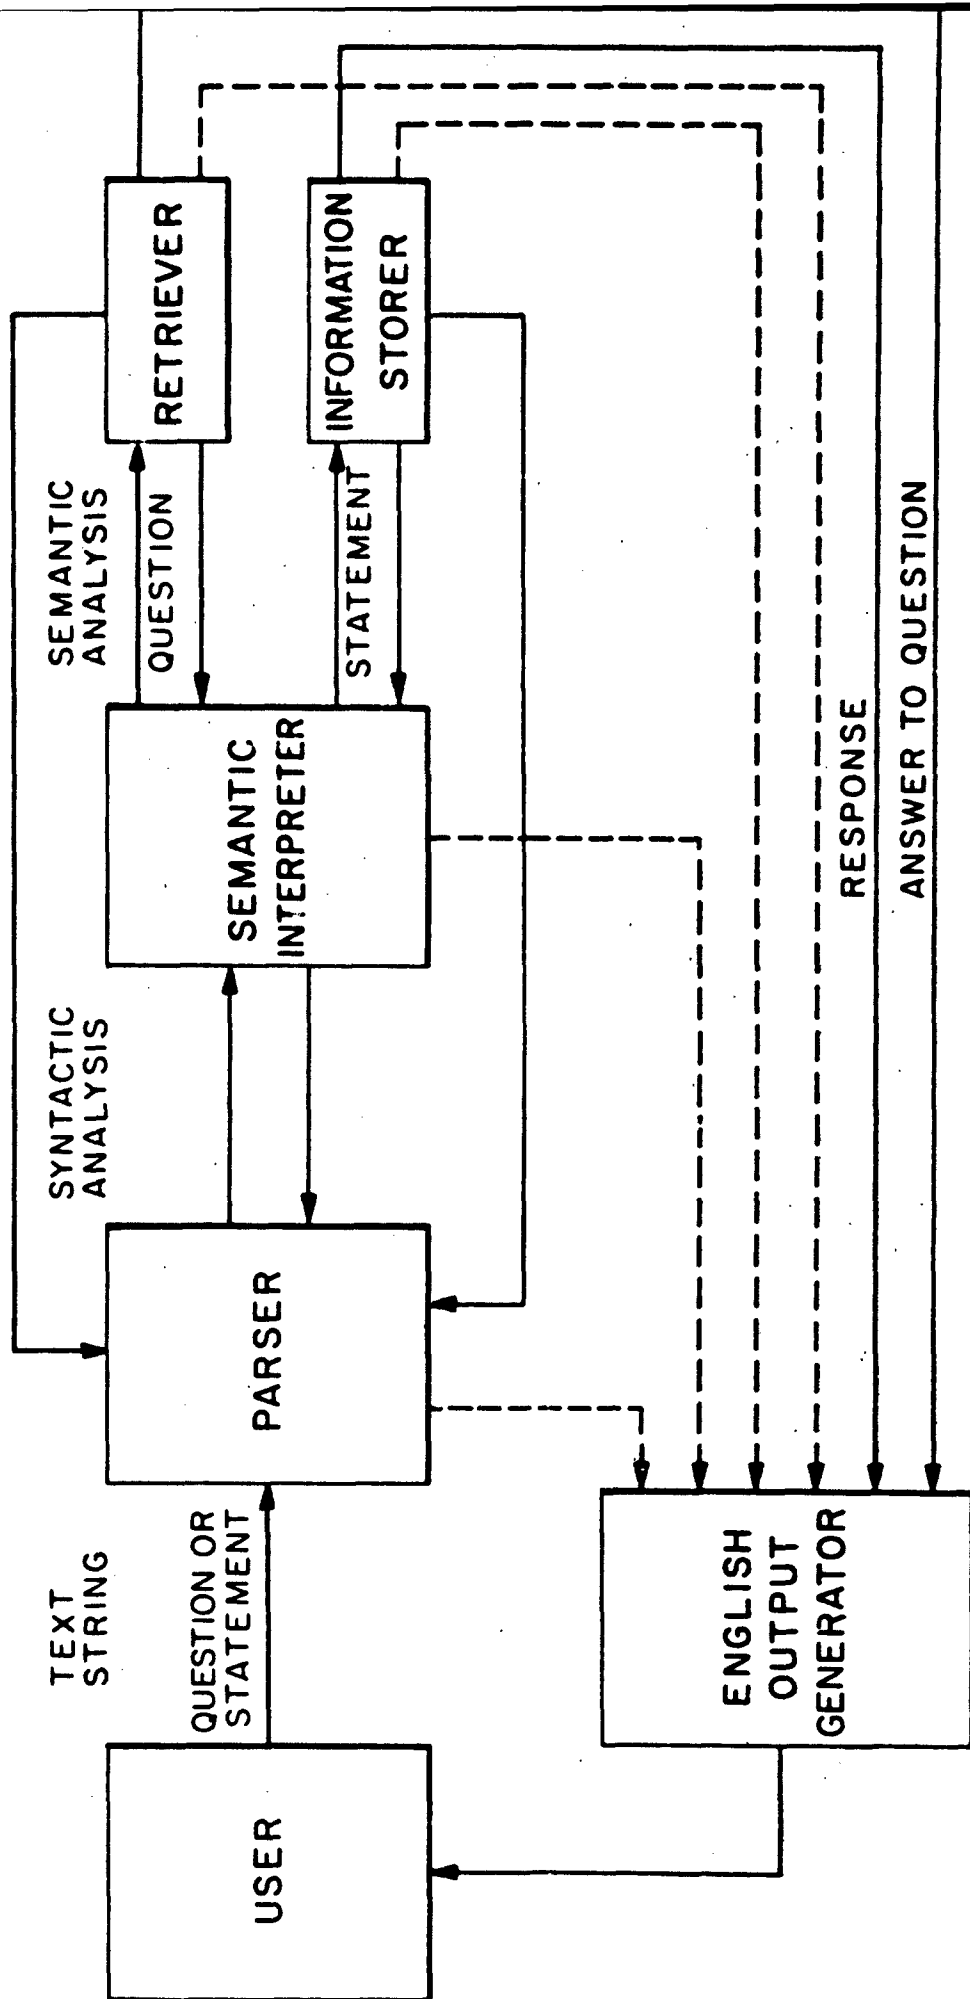 TEXT
STRING
SYNTACTIC
ANALYSIS
SEMANTIC
ANALYSIS
USER
QUESTION OR
STATEMENT
PARSER
SEMANTIC
INTERPRETER
QUESTION
RETRIEVER
STATEMENT
INFORMATION
STORER
ENGLISH
OUTPUT
GENERATOR
RESPONSE
ANSWER TO QUESTION